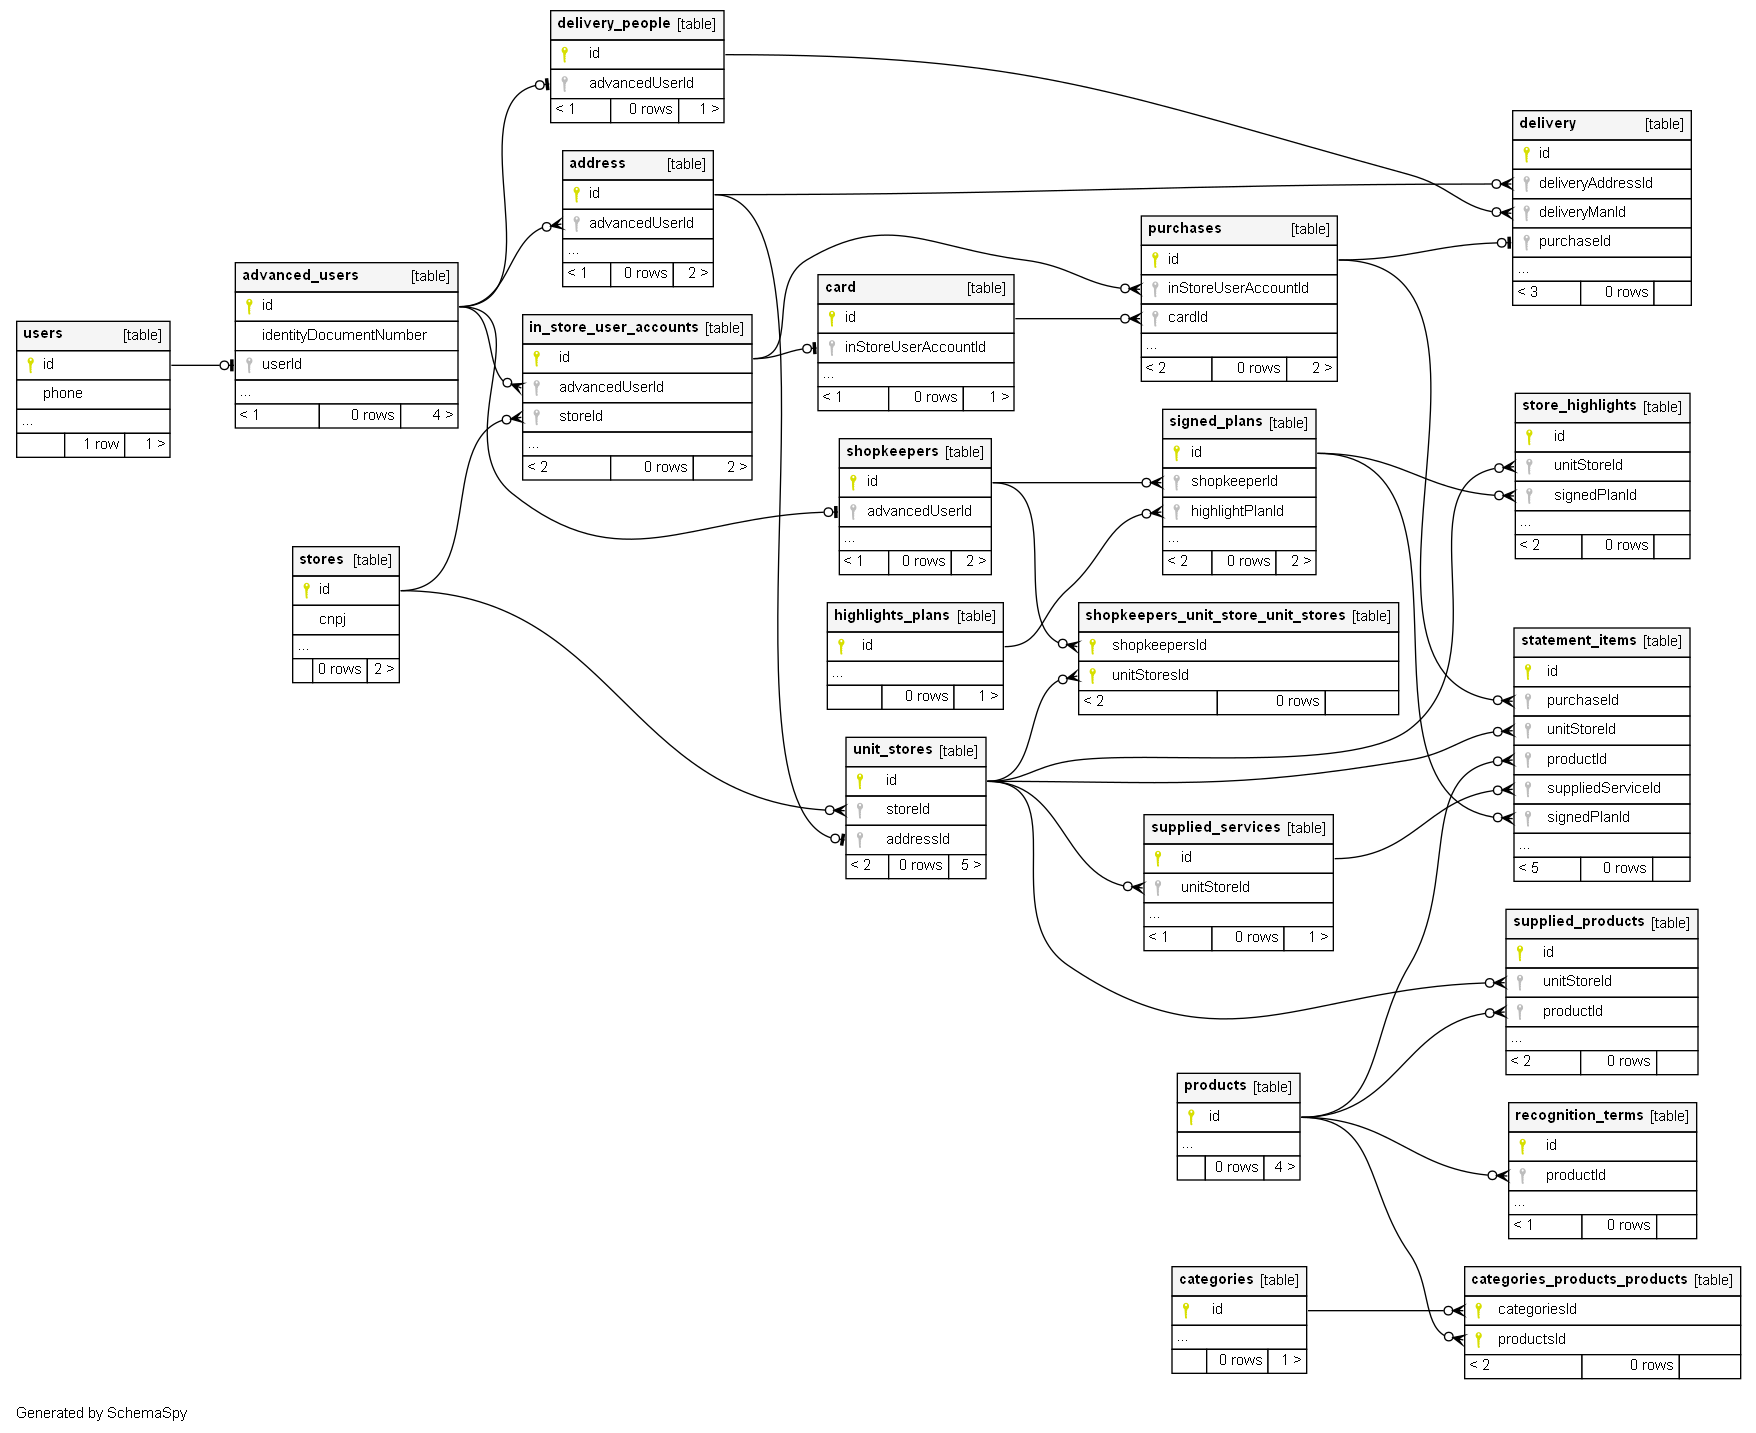 delivery_people [table]
id
advancedUserId
< 1 0 rows 1 >
address [table]
id
advancedUserId
...
< 1 0 rows 2 >
delivery [table]
id
deliveryAddressId
deliveryManId
purchaseId
...
< 3 0 rows
purchases [table]
id
inStoreUserAccountId
cardId
...
< 2 0 rows 2 >
advanced_users [table]
id
identityDocumentNumber
userId
...
< 1 0 rows 4 >
card [table]
id
inStoreUserAccountId
...
< 1 0 rows 1 >
users [table]
id
phone
...
1 row 1 >
in_store_user_accounts [table]
id
advancedUserId
storeId
...
< 2 0 rows 2 >
store_highlights [table]
id
unitStoreId
signedPlanId
...
< 2 0 rows
signed_plans [table]
id
shopkeeperId
highlightPlanId
...
< 2 0 rows 2 >
shopkeepers [table]
id
advancedUserId
...
< 1 0 rows 2 >
stores [table]
id
cnpj
...
0 rows 2 >
highlights_plans [table]
id
...
0 rows 1 >
shopkeepers_unit_store_unit_stores [table]
shopkeepersId
unitStoresId
< 2 0 rows
statement_items [table]
id
purchaseId
unitStoreId
productId
suppliedServiceId
signedPlanId
...
< 5 0 rows
unit_stores [table]
id
storeId
addressId
< 2 0 rows 5 >
supplied_services [table]
id
unitStoreId
...
< 1 0 rows 1 >
supplied_products [table]
id
unitStoreId
productId
...
< 2 0 rows
products [table]
id
...
0 rows 4 >
recognition_terms [table]
id
productId
...
< 1 0 rows
categories [table]
id
...
0 rows 1 >
categories_products_products [table]
categoriesId
productsId
< 2 0 rows
Generated by SchemaSpy